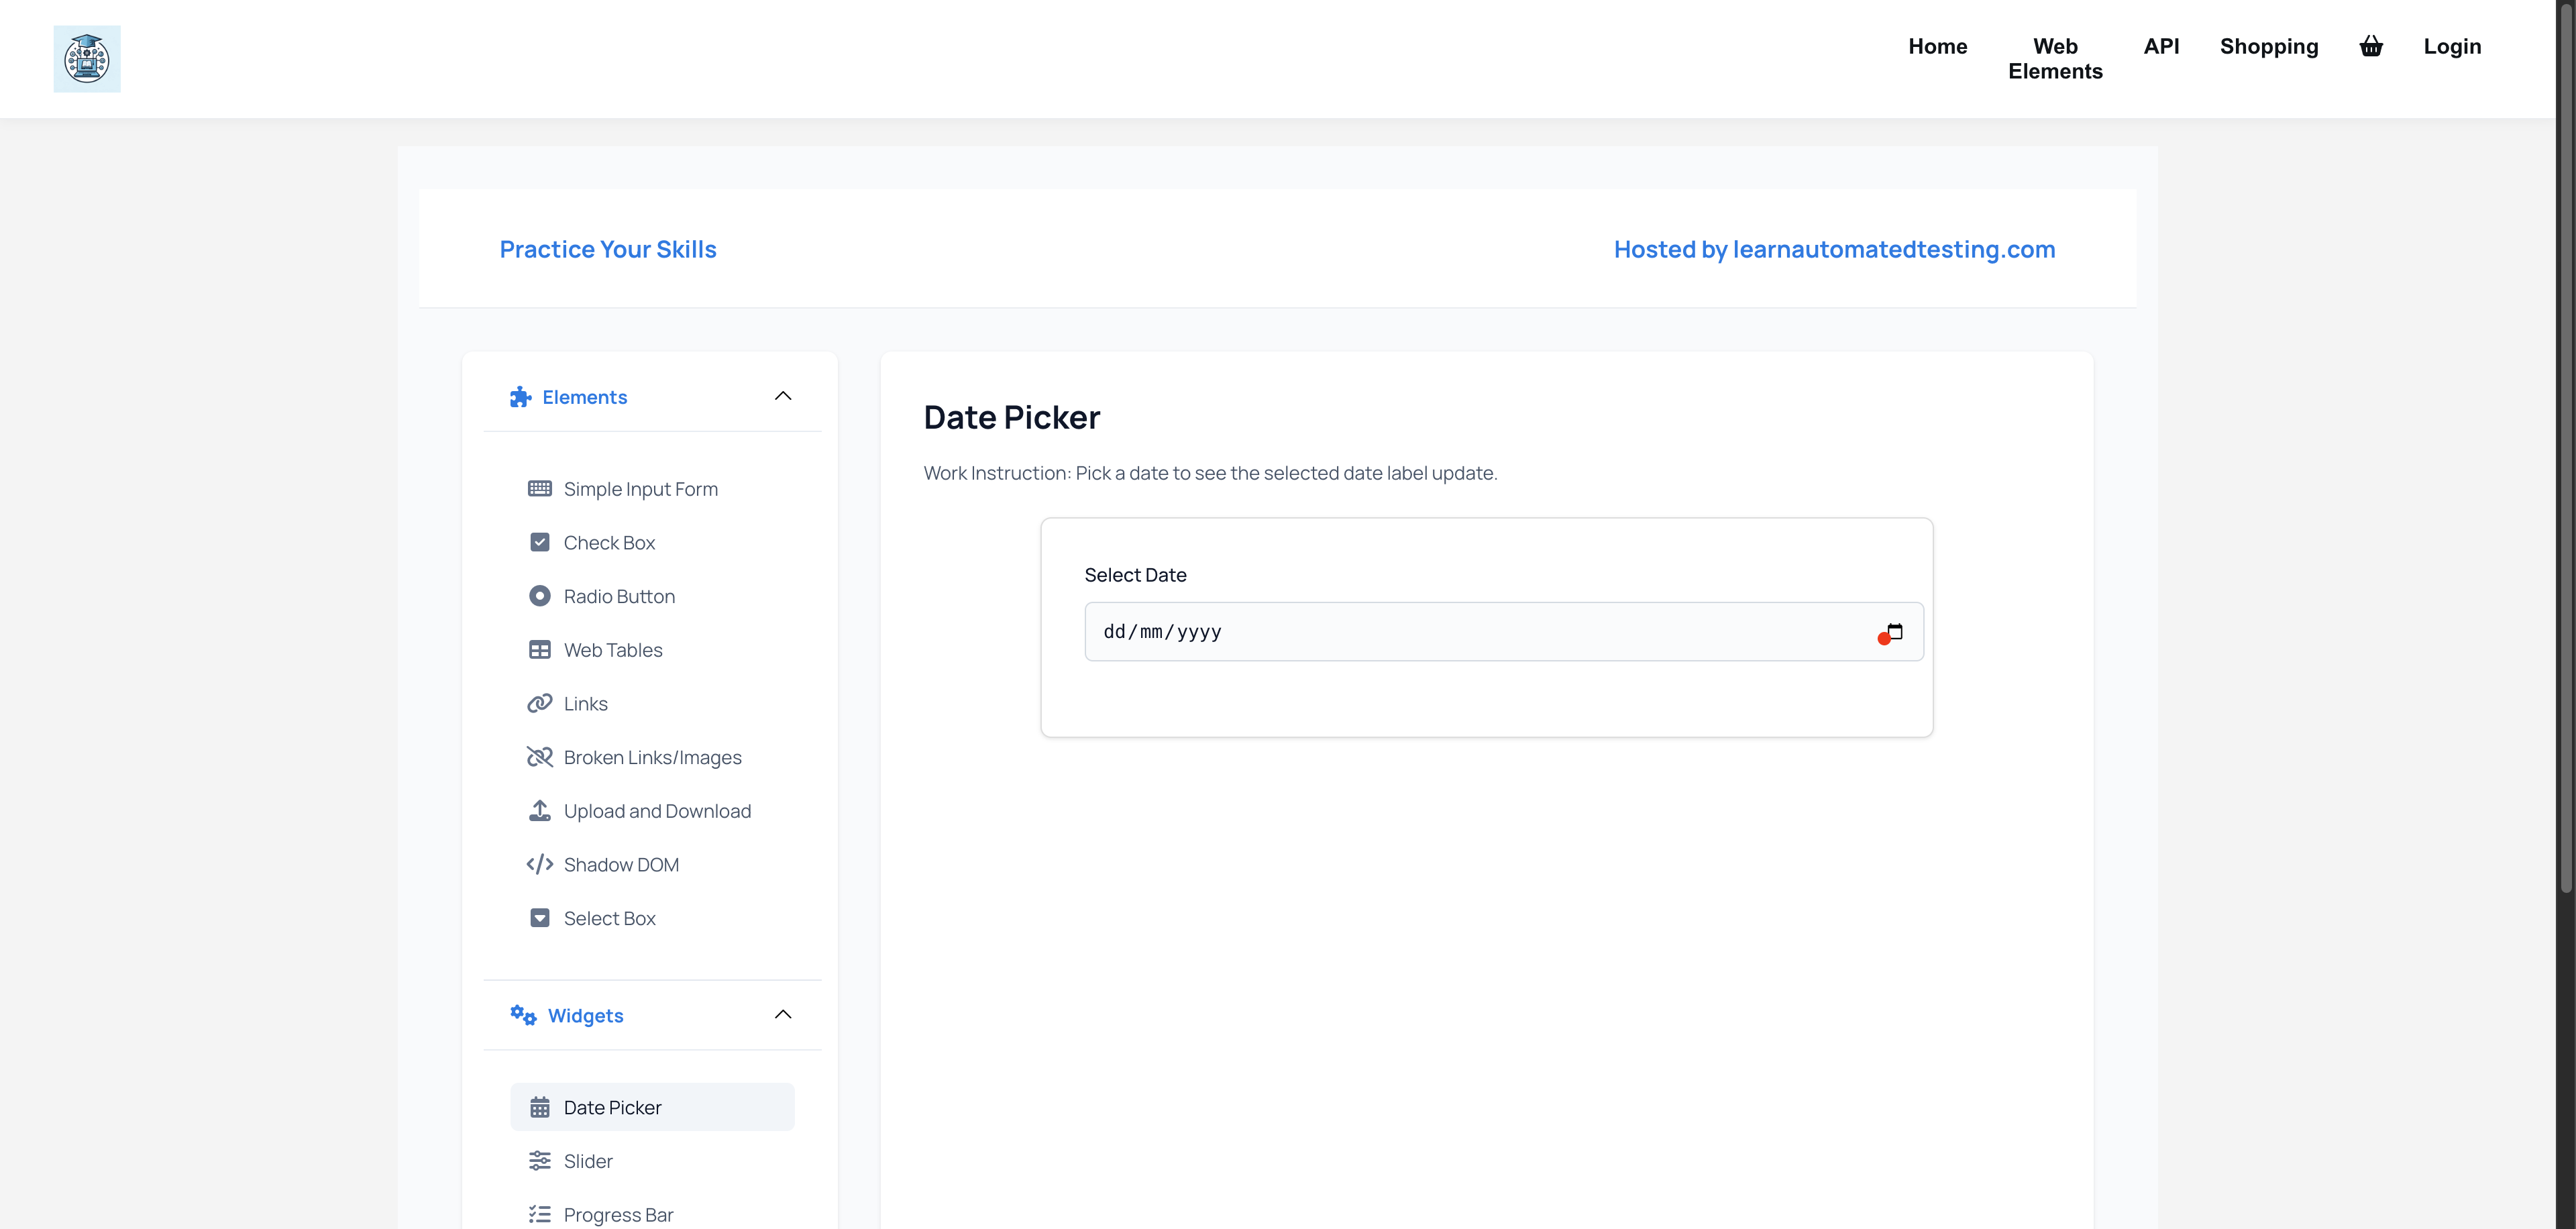 Home
Web
Elements
API
Shopping
Login
Practice Your Skills
Hosted by learnautomatedtesting.com
Elements
Simple Input Form
Check Box
Radio Button
Web Tables
Links
Broken Links/Images
Upload and Download
Shadow DOM
Select Box
Widgets
Date Picker
Slider
Progress Bar
Date Picker
Work Instruction: Pick a date to see the selected date label update.
Select Date
dd/mm/yyyy